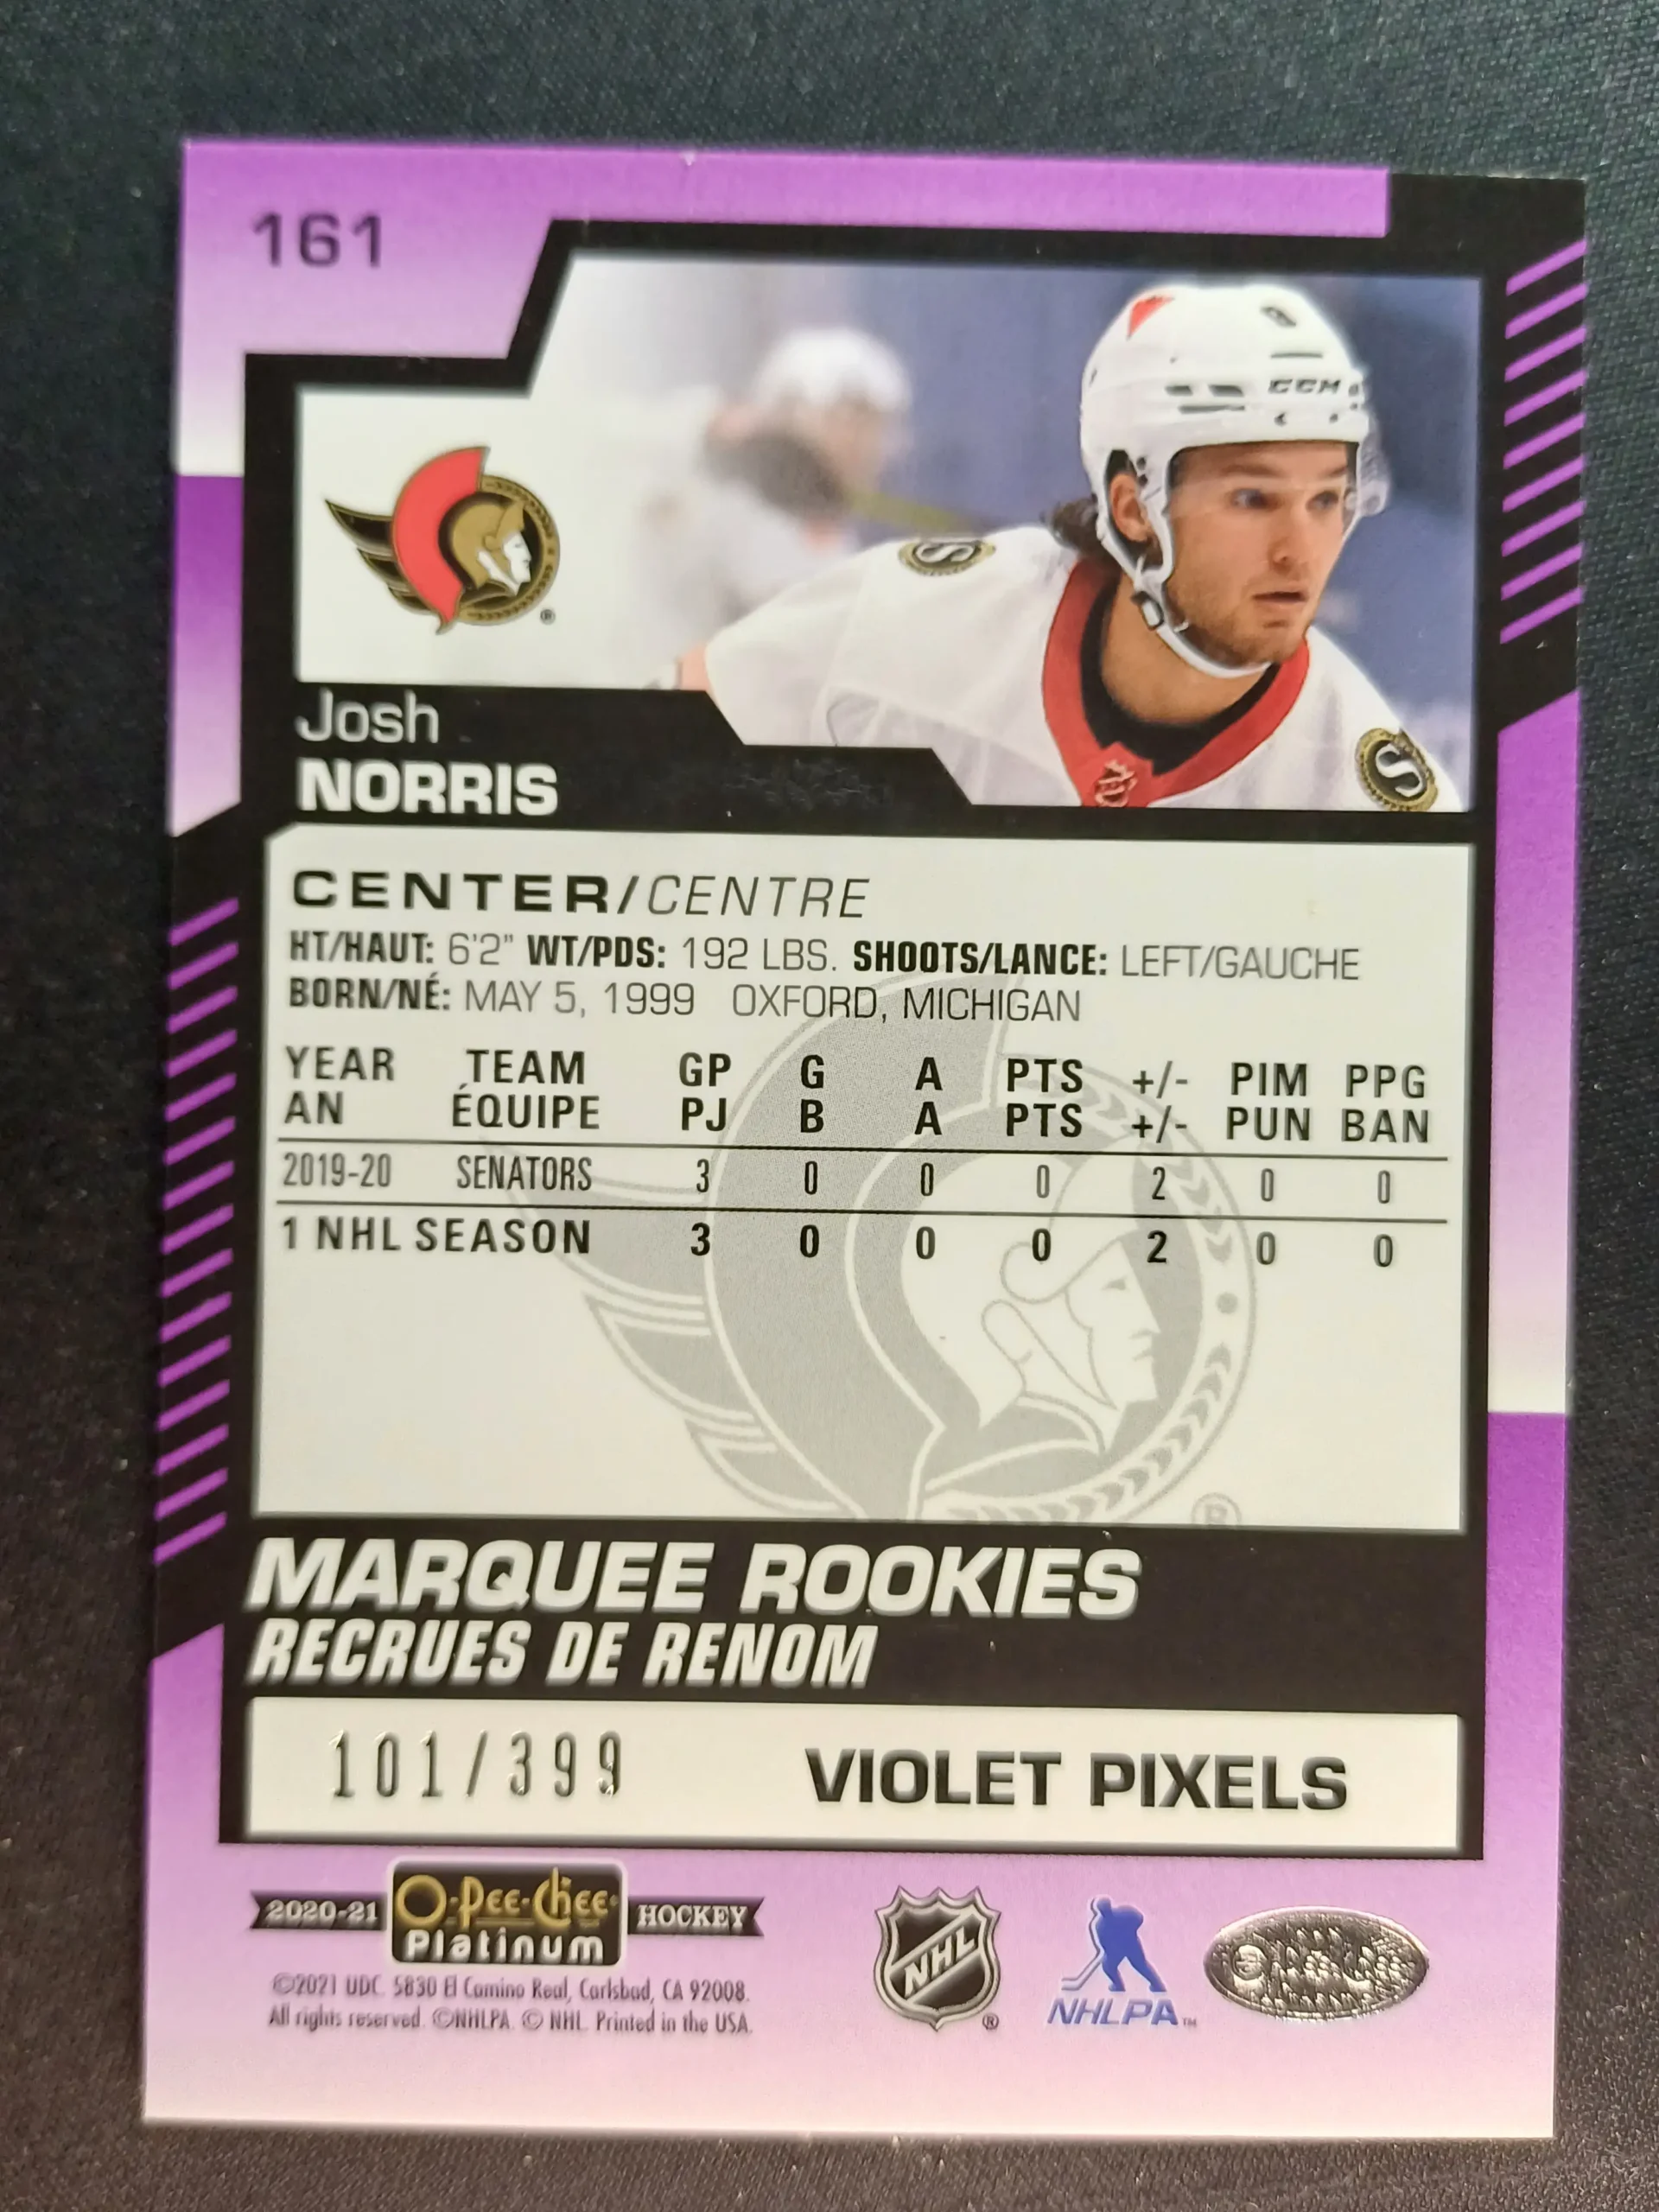 161
9
CCM
S
®
S
Josh
NORRIS
CENTER/CENTRE
HT/HAUT: 6'2" WT/PDS: 192 LBS. SHOOTS/LANCE: LEFT/GAUCHE
BORN/NÉ: MAY 5, 1999 OXFORD, MICHIGAN
YEAR TEAM GP G A PTS +/- PIM PPG
AN ÉQUIPE PJ B A PTS +/- PUN BAN
2019-20 SENATORS 3 0 0 0 2 0 0
1 NHL SEASON 3 0 0 0 2 0 0
®
MARQUEE ROOKIES
RECRUES DE RENOM
101/399 VIOLET PIXELS
2020-21 O-Pee-Chee Platinum HOCKEY
©2021 UDC. 5830 El Camino Real, Carlsbad, CA 92008.
All rights reserved. ©NHLPA. © NHL. Printed in the USA.
NHL ®
NHLPA™